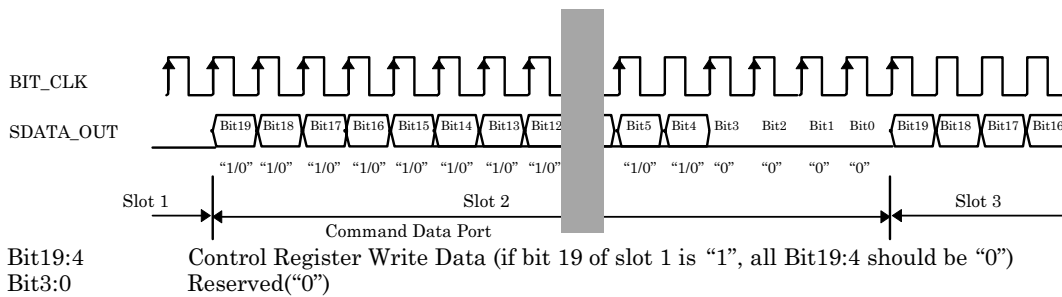 BIT_CLK
SDATA_OUT Bit19 Bit18 Bit17 Bit16 Bit15 Bit14 Bit13 Bit12 Bit5 Bit4 Bit3 Bit2 Bit1 Bit0 Bit19 Bit18 Bit17 Bit16
“1/0” “1/0” “1/0” “1/0” “1/0” “1/0” “1/0” “1/0” “1/0” “1/0” “0” “0” “0” “0”
Slot 1 Slot 2 Slot 3
Command Data Port
Bit19:4 Control Register Write Data (if bit 19 of slot 1 is “1”, all Bit19:4 should be “0”)
Bit3:0 Reserved(“0”)